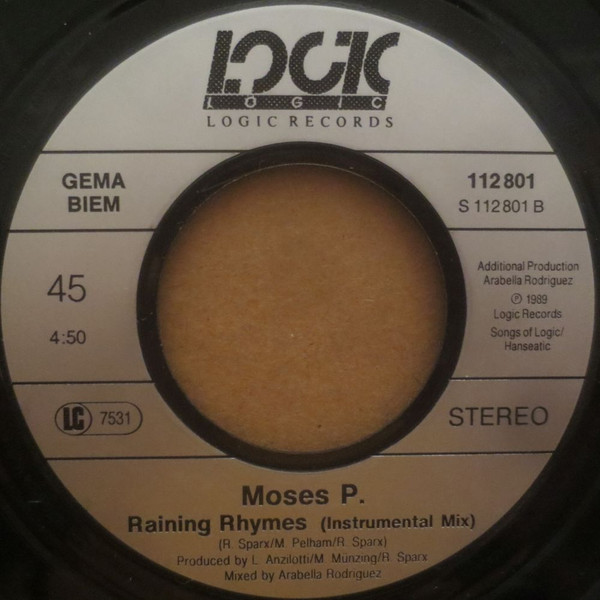 LOGIC
LOGIC
LOGIC RECORDS
GEMA
BIEM
112 801
S 112 801 B
45
4:50
Additional Production
Arabella Rodriguez
℗ 1989
Logic Records
Songs of Logic/
Hanseatic
LC 7531
STEREO
Moses P.
Raining Rhymes (Instrumental Mix)
(R. Sparx/M. Pelham/R. Sparx)
Produced by L. Anzilotti/M. Münzing/R. Sparx
Mixed by Arabella Rodriguez